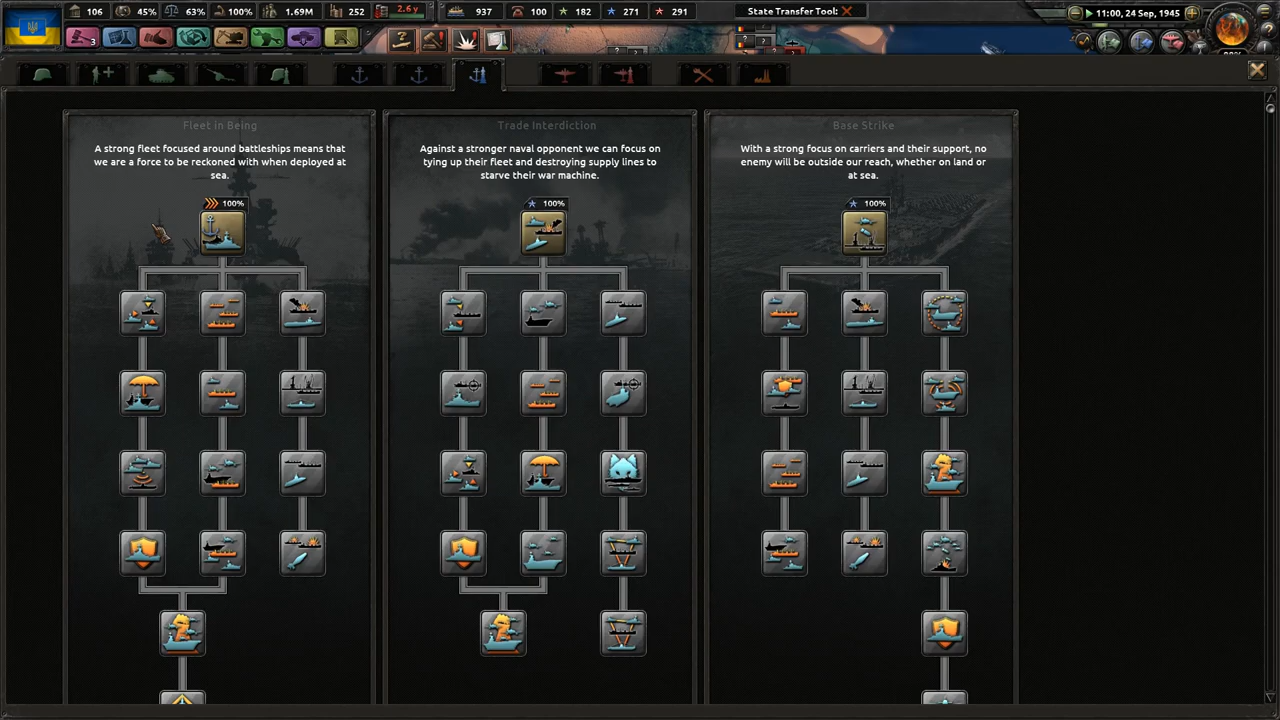 106 45% 63% 100% 1.69M 252 2.6 y 937 100 182 271 291 State Transfer Tool: 11:00, 24 Sep, 1945
3
Fleet in Being
A strong fleet focused around battleships means that
we are a force to be reckoned with when deployed at
sea.
100%
Trade Interdiction
Against a stronger naval opponent we can focus on
tying up their fleet and destroying supply lines to
starve their war machine.
100%
Base Strike
With a strong focus on carriers and their support, no
enemy will be outside our reach, whether on land or
at sea.
100%